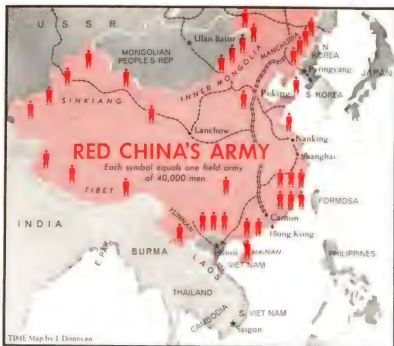 U. S. S. R.
MONGOLIAN
PEOPLE'S REP
Ulan Bator
INNER MONGOLIA
MANCHURIA
N. KOREA
Pyongyang
JAPAN
S. KOREA
Peking
SINKIANG
Lanchow
Nanking
Shanghai
RED CHINA'S ARMY
Each symbol equals one field army
of 40,000 men
TIBET
FORMOSA
INDIA
YUNNAN
Canton
Hong Kong
E. PAK
BURMA
Hanoi
HAINAN
LAOS
N. VIET NAM
PHILIPPINES
THAILAND
CAMBODIA
S. VIET NAM
Saigon
TIME Map by J. Donovan